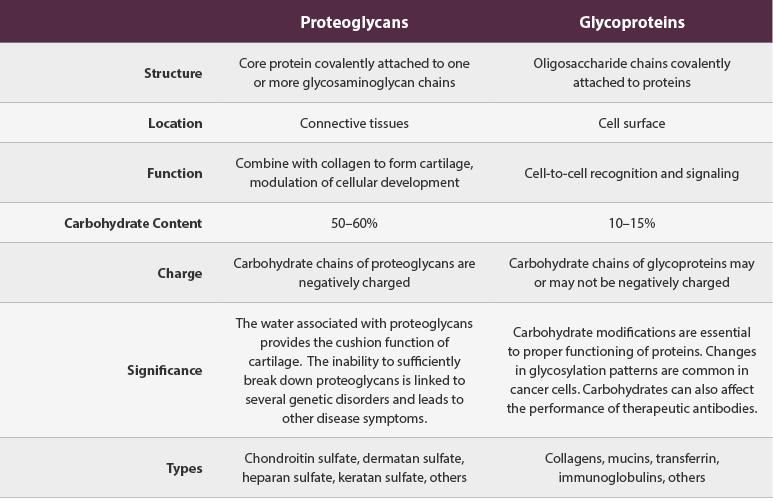 Proteoglycans
Glycoproteins
Structure
Core protein covalently attached to one
or more glycosaminoglycan chains
Oligosaccharide chains covalently
attached to proteins
Location
Connective tissues
Cell surface
Function
Combine with collagen to form cartilage,
modulation of cellular development
Cell-to-cell recognition and signaling
Carbohydrate Content
50–60%
10–15%
Charge
Carbohydrate chains of proteoglycans are
negatively charged
Carbohydrate chains of glycoproteins may
or may not be negatively charged
Significance
The water associated with proteoglycans
provides the cushion function of
cartilage. The inability to sufficiently
break down proteoglycans is linked to
several genetic disorders and leads to
other disease symptoms.
Carbohydrate modifications are essential
to proper functioning of proteins. Changes
in glycosylation patterns are common in
cancer cells. Carbohydrates can also affect
the performance of therapeutic antibodies.
Types
Chondroitin sulfate, dermatan sulfate,
heparan sulfate, keratan sulfate, others
Collagens, mucins, transferrin,
immunoglobulins, others